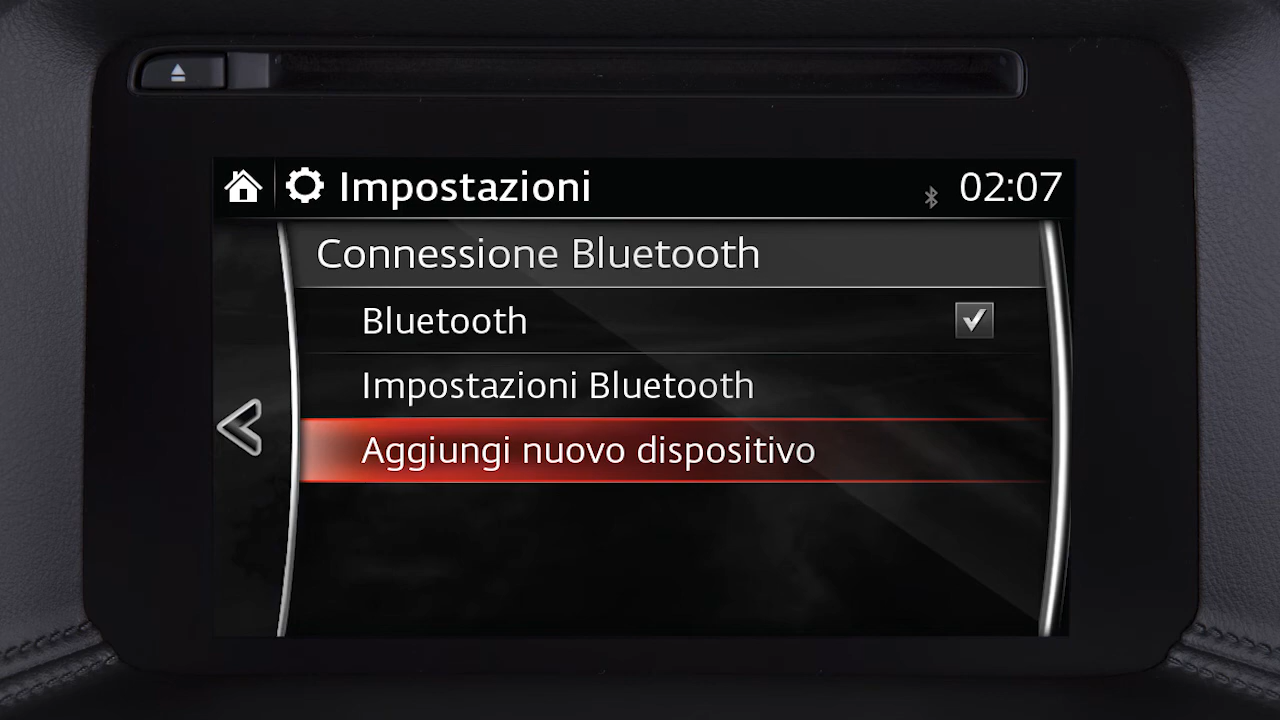 Impostazioni
02:07
Connessione Bluetooth
Bluetooth
Impostazioni Bluetooth
Aggiungi nuovo dispositivo